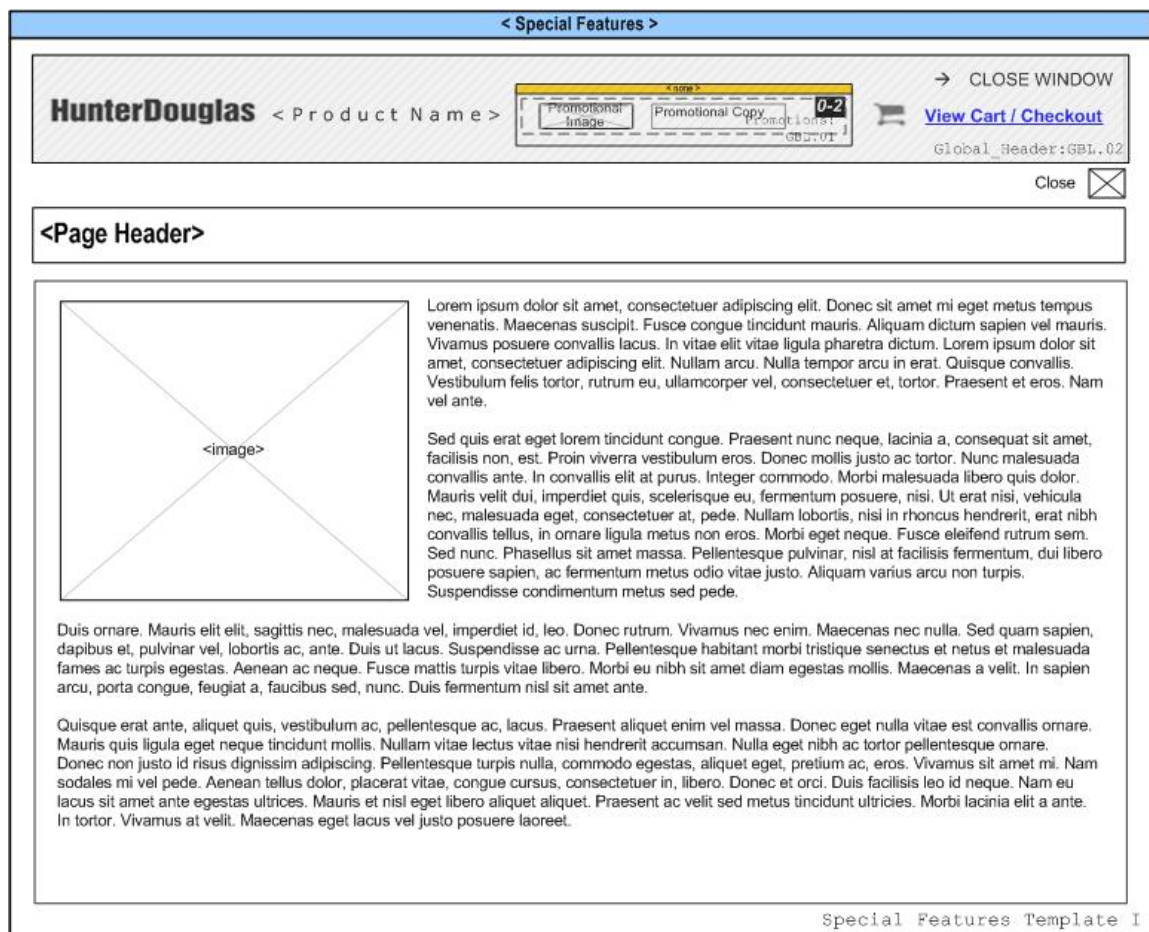 < Special Features >
HunterDouglas
< Product Name >
< none >
Promotional
Image
Promotional Copy
0-2
Promotions:
GBL.01
→ CLOSE WINDOW
View Cart / Checkout
Global_Header:GBL.02
Close
<Page Header>
<image>
Lorem ipsum dolor sit amet, consectetuer adipiscing elit. Donec sit amet mi eget metus tempus
venenatis. Maecenas suscipit. Fusce congue tincidunt mauris. Aliquam dictum sapien vel mauris.
Vivamus posuere convallis lacus. In vitae elit vitae ligula pharetra dictum. Lorem ipsum dolor sit
amet, consectetuer adipiscing elit. Nullam arcu. Nulla tempor arcu in erat. Quisque convallis.
Vestibulum felis tortor, rutrum eu, ullamcorper vel, consectetuer et, tortor. Praesent et eros. Nam
vel ante.
Sed quis erat eget lorem tincidunt congue. Praesent nunc neque, lacinia a, consequat sit amet,
facilisis non, est. Proin viverra vestibulum eros. Donec mollis justo ac tortor. Nunc malesuada
convallis ante. In convallis elit at purus. Integer commodo. Morbi malesuada libero quis dolor.
Mauris velit dui, imperdiet quis, scelerisque eu, fermentum posuere, nisi. Ut erat nisi, vehicula
nec, malesuada eget, consectetuer at, pede. Nullam lobortis, nisi in rhoncus hendrerit, erat nibh
convallis tellus, in ornare ligula metus non eros. Morbi eget neque. Fusce eleifend rutrum sem.
Sed nunc. Phasellus sit amet massa. Pellentesque pulvinar, nisl at facilisis fermentum, dui libero
posuere sapien, ac fermentum metus odio vitae justo. Aliquam varius arcu non turpis.
Suspendisse condimentum metus sed pede.
Duis ornare. Mauris elit elit, sagittis nec, malesuada vel, imperdiet id, leo. Donec rutrum. Vivamus nec enim. Maecenas nec nulla. Sed quam sapien,
dapibus et, pulvinar vel, lobortis ac, ante. Duis ut lacus. Suspendisse ac urna. Pellentesque habitant morbi tristique senectus et netus et malesuada
fames ac turpis egestas. Aenean ac neque. Fusce mattis turpis vitae libero. Morbi eu nibh sit amet diam egestas mollis. Maecenas a velit. In sapien
arcu, porta congue, feugiat a, faucibus sed, nunc. Duis fermentum nisl sit amet ante.
Quisque erat ante, aliquet quis, vestibulum ac, pellentesque ac, lacus. Praesent aliquet enim vel massa. Donec eget nulla vitae est convallis ornare.
Mauris quis ligula eget neque tincidunt mollis. Nullam vitae lectus vitae nisi hendrerit accumsan. Nulla eget nibh ac tortor pellentesque ornare.
Donec non justo id risus dignissim adipiscing. Pellentesque turpis nulla, commodo egestas, aliquet eget, pretium ac, eros. Vivamus sit amet mi. Nam
sodales mi vel pede. Aenean tellus dolor, placerat vitae, congue cursus, consectetuer in, libero. Donec et orci. Duis facilisis leo id neque. Nam eu
lacus sit amet ante egestas ultrices. Mauris et nisl eget libero aliquet aliquet. Praesent ac velit sed metus tincidunt ultricies. Morbi lacinia elit a ante.
In tortor. Vivamus at velit. Maecenas eget lacus vel justo posuere laoreet.
Special Features Template I